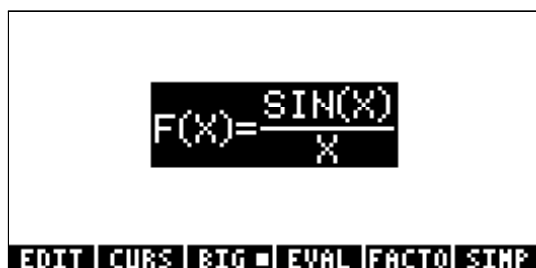 F(X)=SIN(X)/X
EDIT CURS BIG ■ EVAL FACTO SIMP